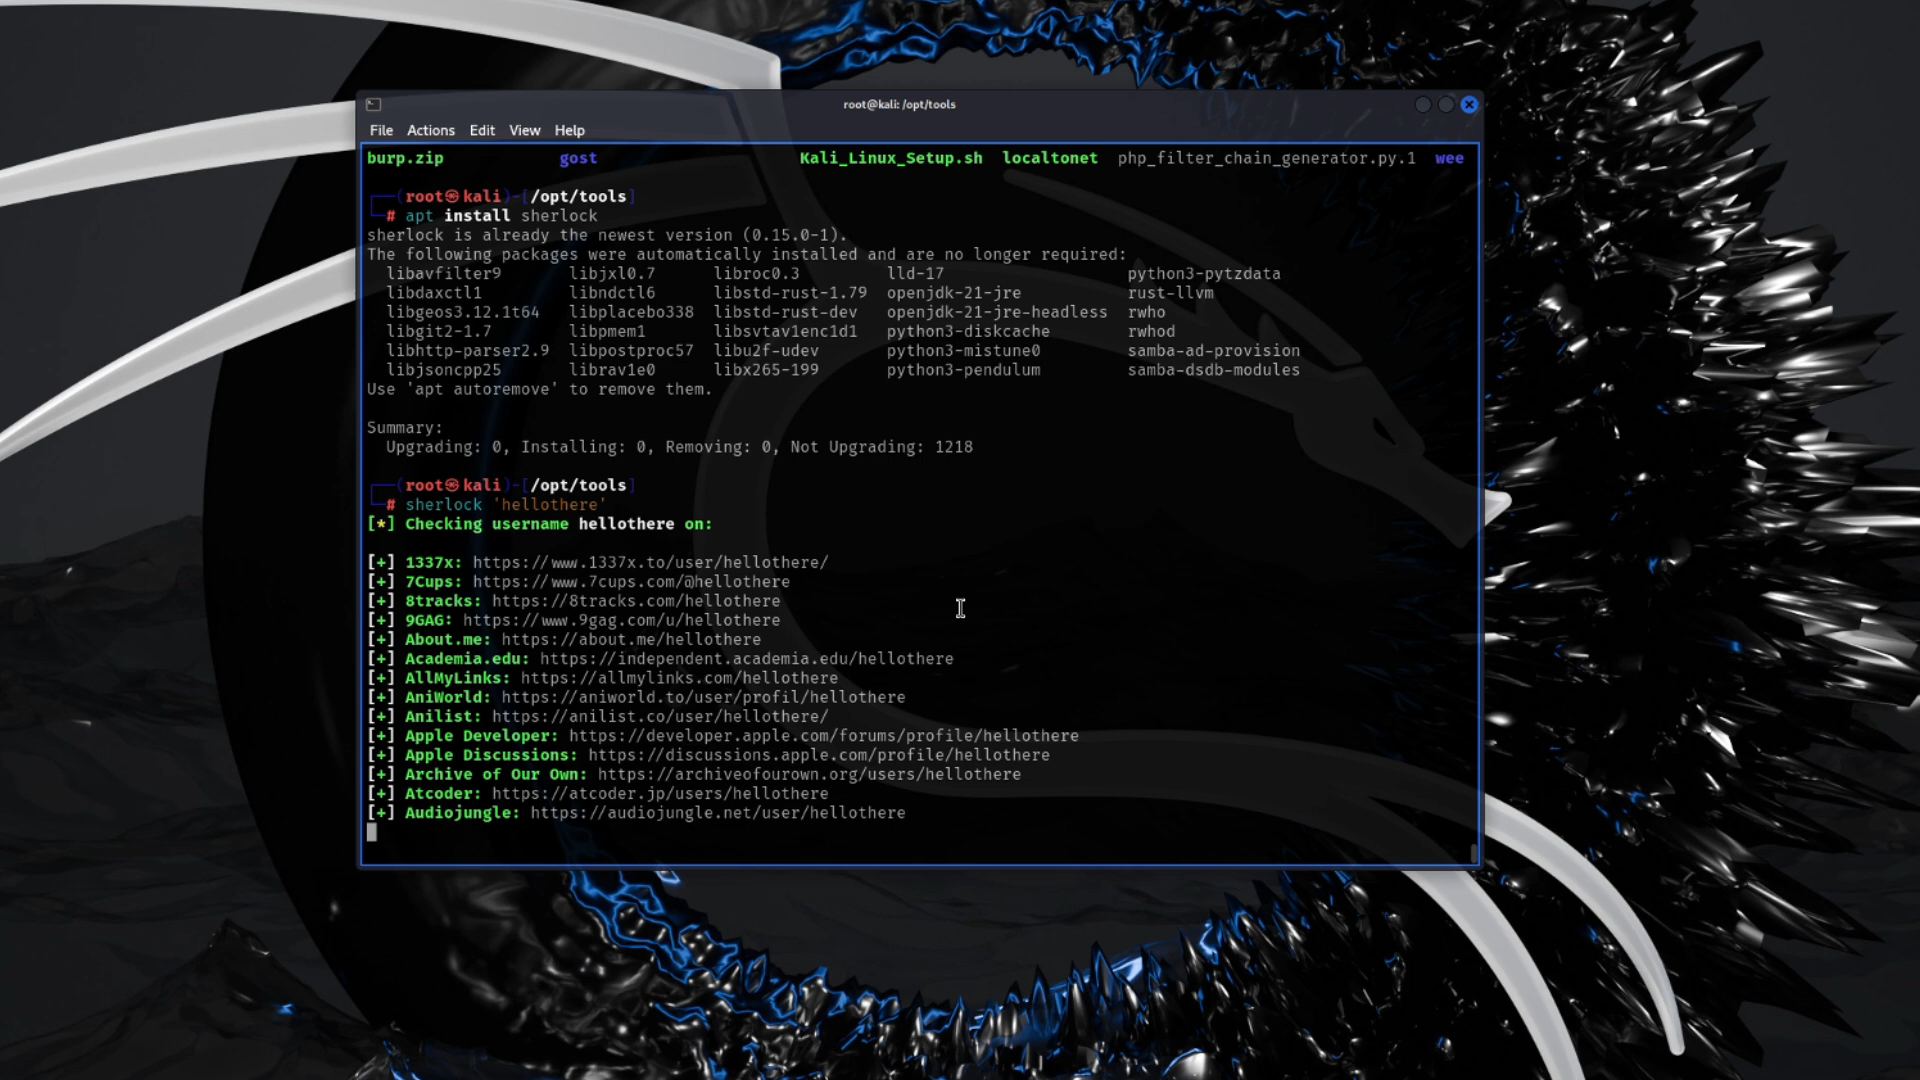 root@kali: /opt/tools
File Actions Edit View Help
burp.zip gost Kali_Linux_Setup.sh localtonet php_filter_chain_generator.py.1 wee
┌──(root㉿kali)-[/opt/tools]
└─# apt install sherlock
sherlock is already the newest version (0.15.0-1).
The following packages were automatically installed and are no longer required:
libavfilter9 libjxl0.7 libroc0.3 lld-17 python3-pytzdata
libdaxctl1 libndctl6 libstd-rust-1.79 openjdk-21-jre rust-llvm
libgeos3.12.1t64 libplacebo338 libstd-rust-dev openjdk-21-jre-headless rwho
libgit2-1.7 libpmem1 libsvtav1enc1d1 python3-diskcache rwhod
libhttp-parser2.9 libpostproc57 libu2f-udev python3-mistune0 samba-ad-provision
libjsoncpp25 librav1e0 libx265-199 python3-pendulum samba-dsdb-modules
Use 'apt autoremove' to remove them.
Summary:
Upgrading: 0, Installing: 0, Removing: 0, Not Upgrading: 1218
┌──(root㉿kali)-[/opt/tools]
└─# sherlock 'hellothere'
[*] Checking username hellothere on:
[+] 1337x: https://www.1337x.to/user/hellothere/
[+] 7Cups: https://www.7cups.com/@hellothere
[+] 8tracks: https://8tracks.com/hellothere
[+] 9GAG: https://www.9gag.com/u/hellothere
[+] About.me: https://about.me/hellothere
[+] Academia.edu: https://independent.academia.edu/hellothere
[+] AllMyLinks: https://allmylinks.com/hellothere
[+] AniWorld: https://aniworld.to/user/profil/hellothere
[+] Anilist: https://anilist.co/user/hellothere/
[+] Apple Developer: https://developer.apple.com/forums/profile/hellothere
[+] Apple Discussions: https://discussions.apple.com/profile/hellothere
[+] Archive of Our Own: https://archiveofourown.org/users/hellothere
[+] Atcoder: https://atcoder.jp/users/hellothere
[+] Audiojungle: https://audiojungle.net/user/hellothere